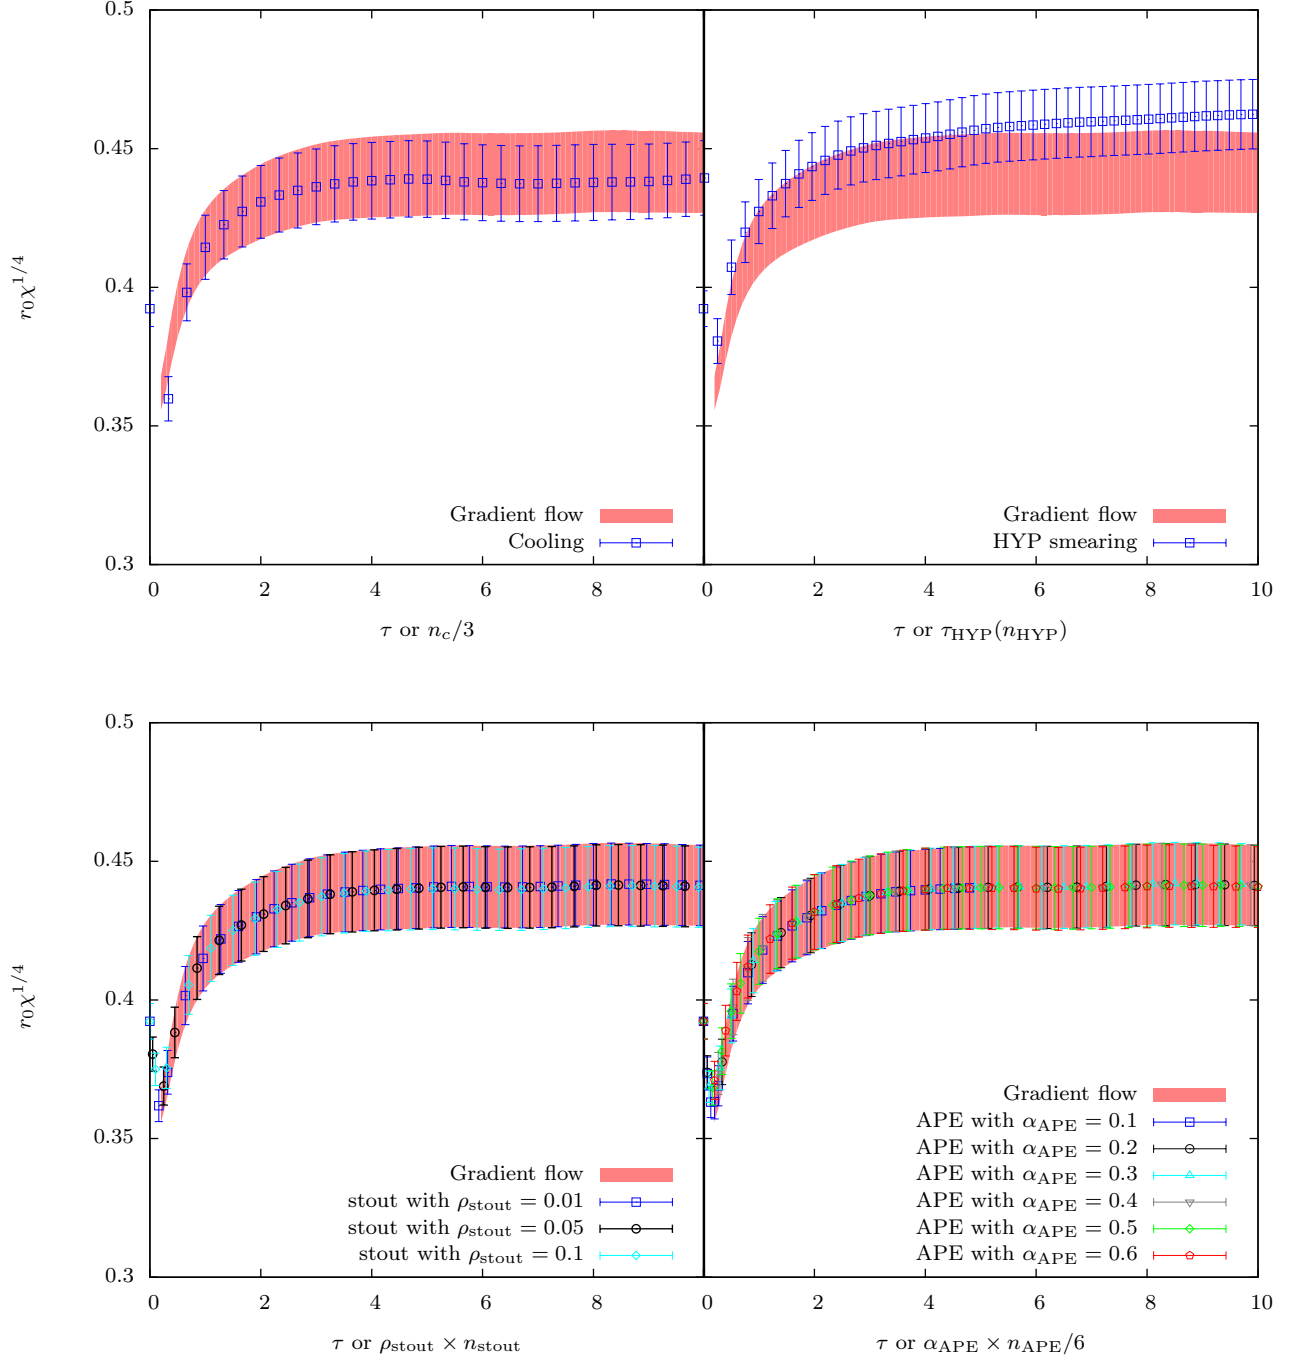 0.5
0.45
0.4
0.35
0.3
r₀χ^{1/4}
Gradient flow
Cooling
0 2 4 6 8
τ or n_c/3
Gradient flow
HYP smearing
0 2 4 6 8 10
τ or τ_HYP(n_HYP)
0.5
0.45
0.4
0.35
0.3
r₀χ^{1/4}
Gradient flow
stout with ρ_stout = 0.01
stout with ρ_stout = 0.05
stout with ρ_stout = 0.1
0 2 4 6 8
τ or ρ_stout × n_stout
Gradient flow
APE with α_APE = 0.1
APE with α_APE = 0.2
APE with α_APE = 0.3
APE with α_APE = 0.4
APE with α_APE = 0.5
APE with α_APE = 0.6
0 2 4 6 8 10
τ or α_APE × n_APE/6